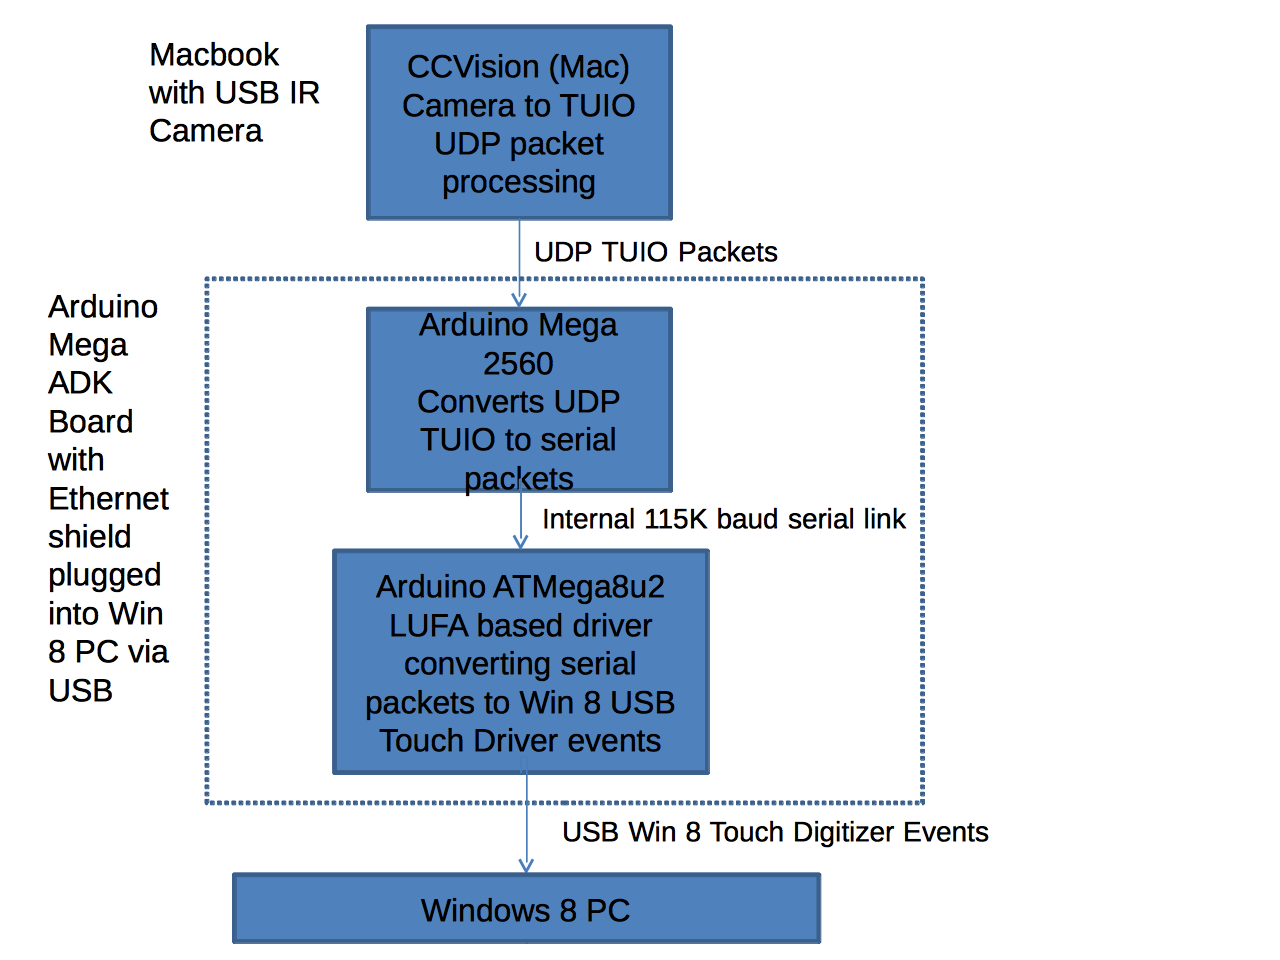 Macbook
with USB IR
Camera
CCVision (Mac)
Camera to TUIO
UDP packet
processing
UDP TUIO Packets
Arduino
Mega
ADK
Board
with
Ethernet
shield
plugged
into Win
8 PC via
USB
Arduino Mega
2560
Converts UDP
TUIO to serial
packets
Internal 115K baud serial link
Arduino ATMega8u2
LUFA based driver
converting serial
packets to Win 8 USB
Touch Driver events
USB Win 8 Touch Digitizer Events
Windows 8 PC